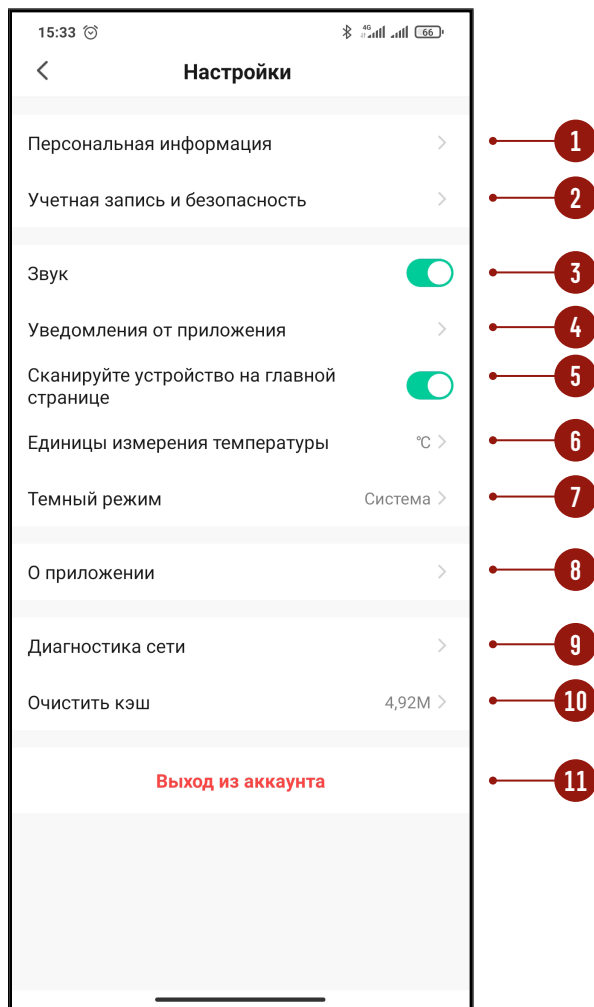 15:33
4G
66
Настройки
Персональная информация
1
Учетная запись и безопасность
2
Звук
3
Уведомления от приложения
4
Сканируйте устройство на главной
странице
5
Единицы измерения температуры
°C
6
Темный режим
Система
7
О приложении
8
Диагностика сети
9
Очистить кэш
4,92M
10
Выход из аккаунта
11